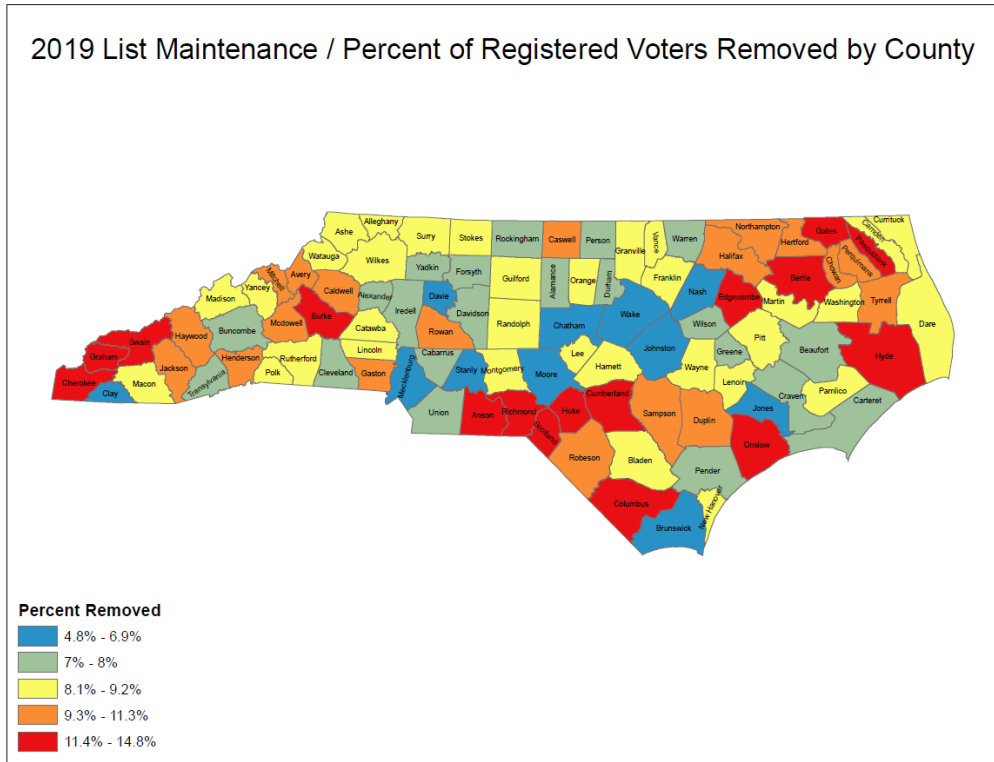 2019 List Maintenance / Percent of Registered Voters Removed by County
Ashe
Alleghany
Surry
Stokes
Rockingham
Caswell
Person
Granville
Vance
Warren
Northampton
Hertford
Gates
Pasquotank
Camden
Currituck
Watauga
Wilkes
Yadkin
Forsyth
Guilford
Alamance
Orange
Durham
Franklin
Halifax
Bertie
Chowan
Perquimans
Mitchell
Avery
Caldwell
Alexander
Iredell
Davie
Davidson
Randolph
Chatham
Wake
Nash
Edgecombe
Martin
Washington
Tyrrell
Dare
Madison
Yancey
Mcdowell
Burke
Catawba
Rowan
Johnston
Wilson
Pitt
Beaufort
Hyde
Swain
Haywood
Buncombe
Rutherford
Lincoln
Cabarrus
Lee
Harnett
Wayne
Greene
Graham
Jackson
Henderson
Polk
Cleveland
Gaston
Mecklenburg
Stanly
Montgomery
Moore
Lenoir
Craven
Pamlico
Cherokee
Clay
Macon
Transylvania
Union
Anson
Richmond
Scotland
Hoke
Cumberland
Sampson
Duplin
Jones
Carteret
Onslow
Robeson
Bladen
Pender
Columbus
Brunswick
New Hanover
Percent Removed
4.8% - 6.9%
7% - 8%
8.1% - 9.2%
9.3% - 11.3%
11.4% - 14.8%